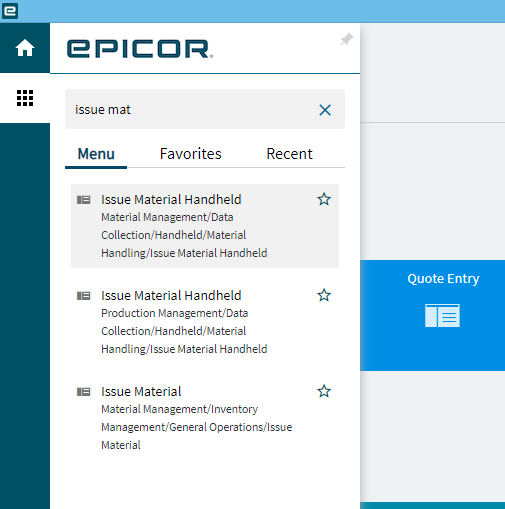 EPICOR
issue mat
Menu Favorites Recent
Issue Material Handheld
Material Management/Data
Collection/Handheld/Material
Handling/Issue Material Handheld
Issue Material Handheld
Production Management/Data
Collection/Handheld/Material
Handling/Issue Material Handheld
Issue Material
Material Management/Inventory
Management/General Operations/Issue
Material
Quote Entry